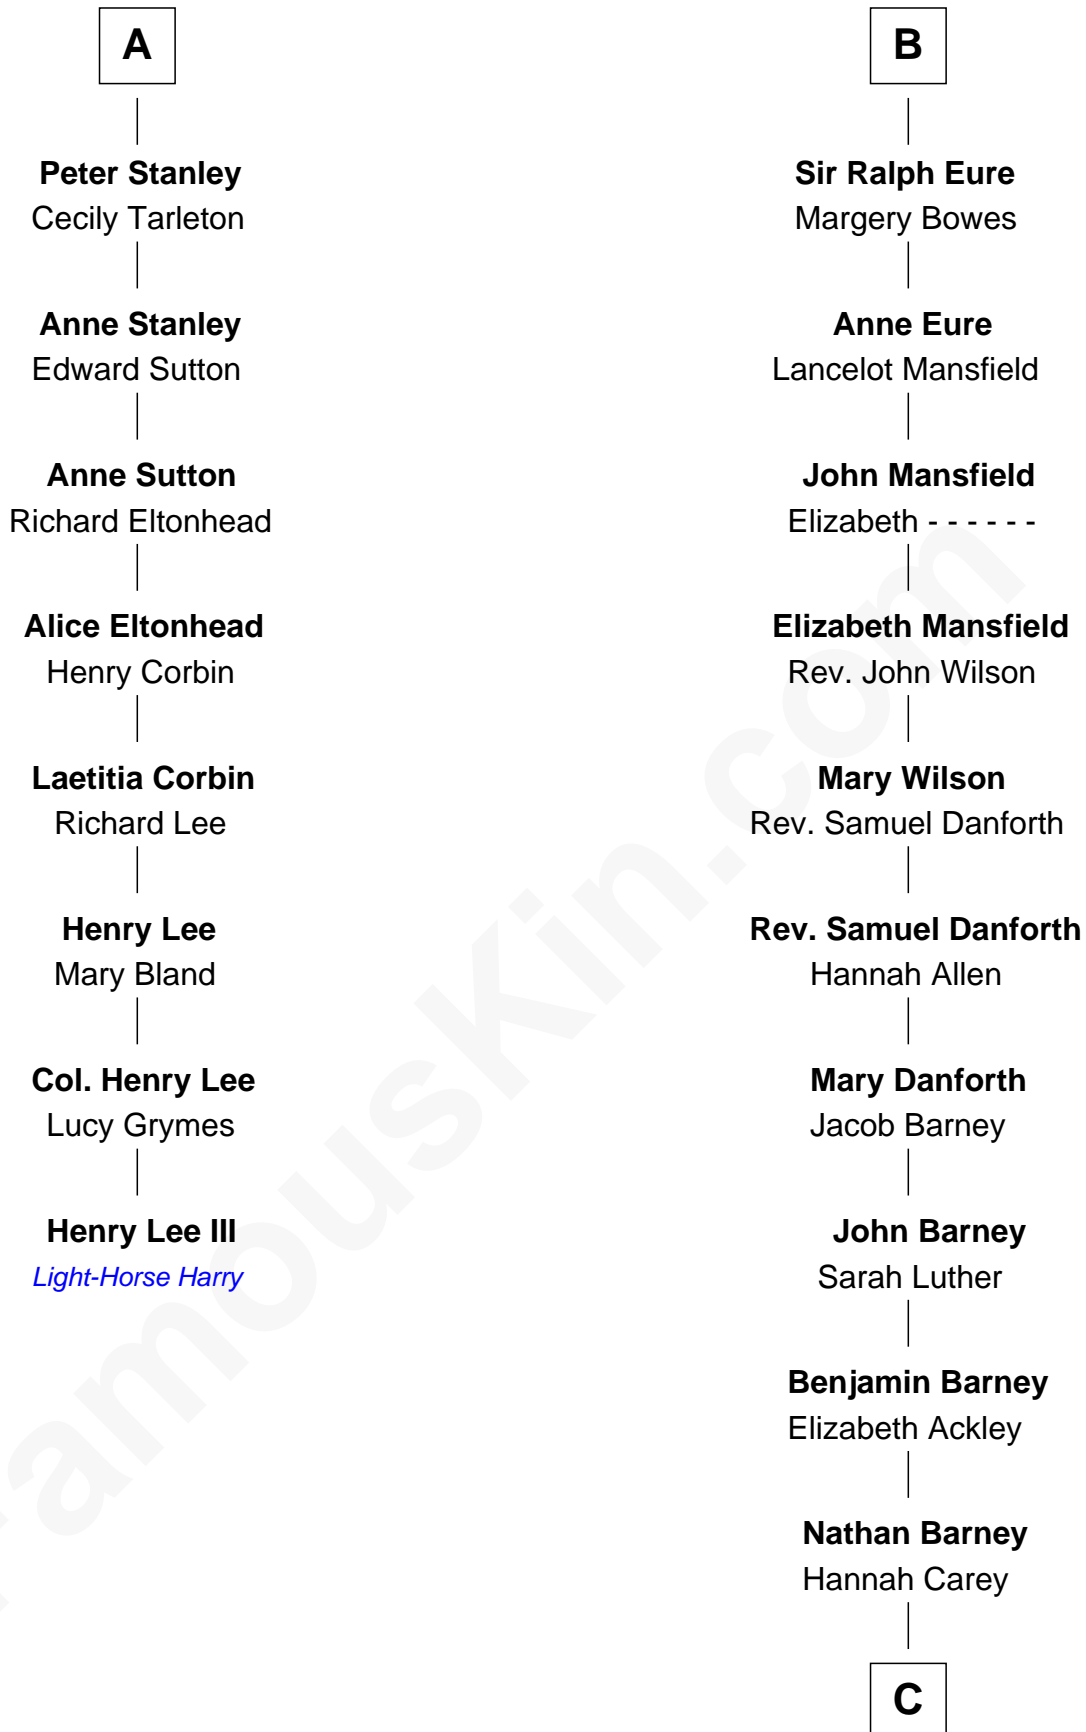 A
Peter Stanley
Cecily Tarleton
Anne Stanley
Edward Sutton
Anne Sutton
Richard Eltonhead
Alice Eltonhead
Henry Corbin
Laetitia Corbin
Richard Lee
Henry Lee
Mary Bland
Col. Henry Lee
Lucy Grymes
Henry Lee III
Light-Horse Harry
B
Sir Ralph Eure
Margery Bowes
Anne Eure
Lancelot Mansfield
John Mansfield
Elizabeth - - - - - -
Elizabeth Mansfield
Rev. John Wilson
Mary Wilson
Rev. Samuel Danforth
Rev. Samuel Danforth
Hannah Allen
Mary Danforth
Jacob Barney
John Barney
Sarah Luther
Benjamin Barney
Elizabeth Ackley
Nathan Barney
Hannah Carey
C
FamousKin.com